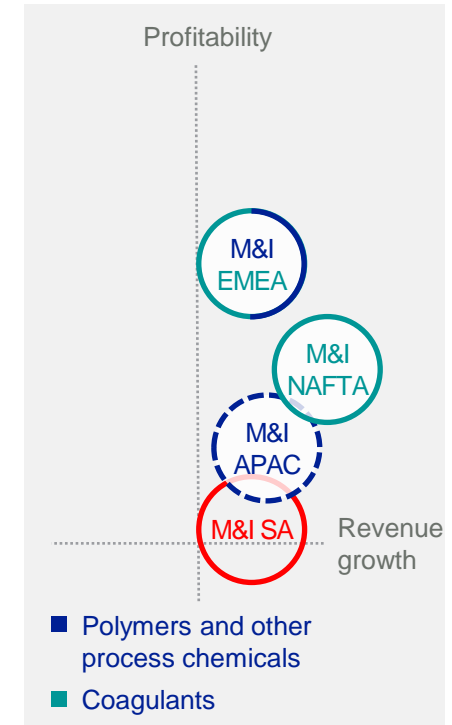 Profitability
M&I
EMEA
M&I
NAFTA
M&I
APAC
M&I SA
Revenue
growth
Polymers and other
process chemicals
Coagulants